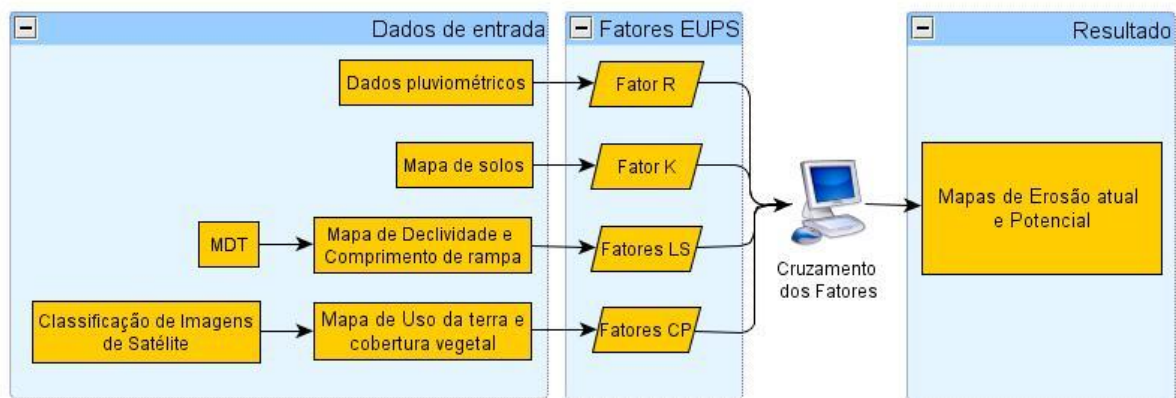 Dados de entrada
Fatores EUPS
Resultado
Dados pluviométricos
Fator R
Mapa de solos
Fator K
MDT
Mapa de Declividade e
Comprimento de rampa
Fatores LS
Classificação de Imagens
de Satélite
Mapa de Uso da terra e
cobertura vegetal
Fatores CP
Cruzamento
dos Fatores
Mapas de Erosão atual
e Potencial